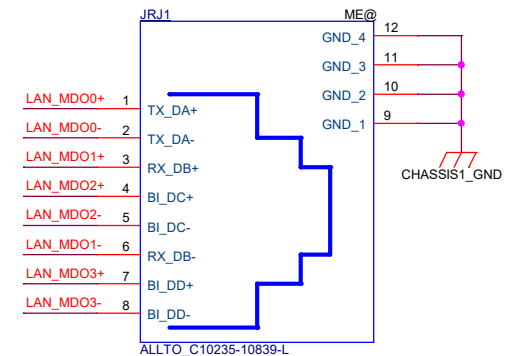 JRJ1 ME@
GND_4 12
GND_3 11
GND_2 10
GND_1 9
LAN_MDO0+ 1 TX_DA+
LAN_MDO0- 2 TX_DA-
LAN_MDO1+ 3 RX_DB+
LAN_MDO2+ 4 BI_DC+
LAN_MDO2- 5 BI_DC-
LAN_MDO1- 6 RX_DB-
LAN_MDO3+ 7 BI_DD+
LAN_MDO3- 8 BI_DD-
CHASSIS1_GND
ALLTO_C10235-10839-L